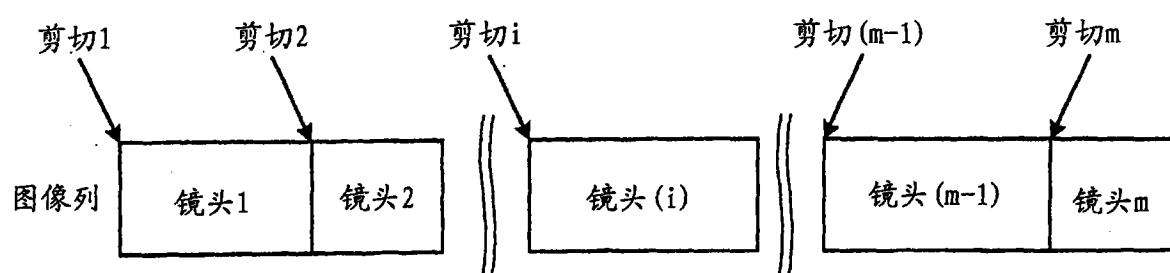 剪切1 剪切2 剪切i 剪切(m-1) 剪切m
图像列 镜头1 镜头2 镜头(i) 镜头(m-1) 镜头m